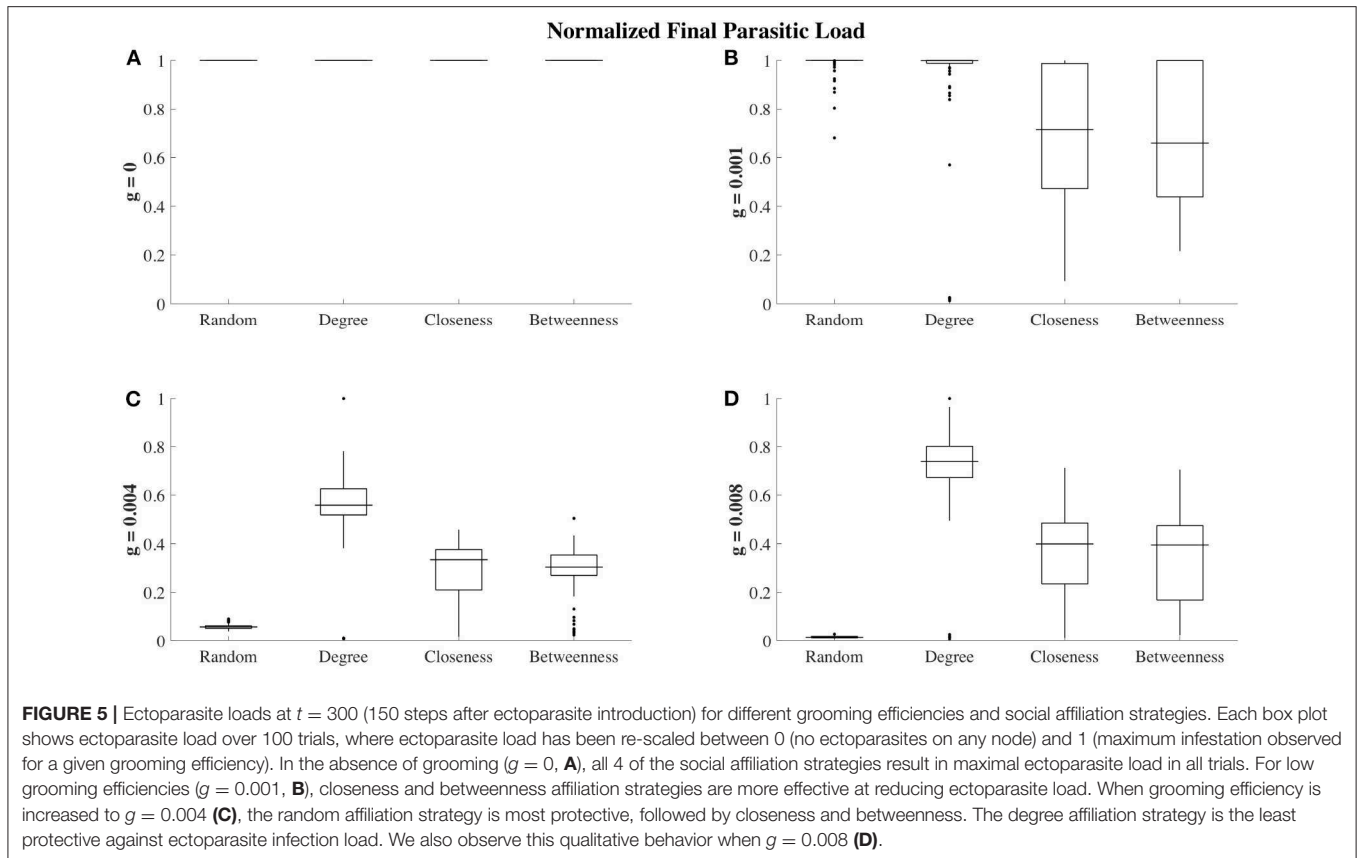 Normalized Final Parasitic Load
A
1
0.8
0.6
0.4
0.2
0
g = 0
Random Degree Closeness Betweenness
B
1
0.8
0.6
0.4
0.2
0
g = 0.001
Random Degree Closeness Betweenness
C
1
0.8
0.6
0.4
0.2
0
g = 0.004
Random Degree Closeness Betweenness
D
1
0.8
0.6
0.4
0.2
0
g = 0.008
Random Degree Closeness Betweenness
FIGURE 5 | Ectoparasite loads at t = 300 (150 steps after ectoparasite introduction) for different grooming efficiencies and social affiliation strategies. Each box plot
shows ectoparasite load over 100 trials, where ectoparasite load has been re-scaled between 0 (no ectoparasites on any node) and 1 (maximum infestation observed
for a given grooming efficiency). In the absence of grooming (g = 0, A), all 4 of the social affiliation strategies result in maximal ectoparasite load in all trials. For low
grooming efficiencies (g = 0.001, B), closeness and betweenness affiliation strategies are more effective at reducing ectoparasite load. When grooming efficiency is
increased to g = 0.004 (C), the random affiliation strategy is most protective, followed by closeness and betweenness. The degree affiliation strategy is the least
protective against ectoparasite infection load. We also observe this qualitative behavior when g = 0.008 (D).